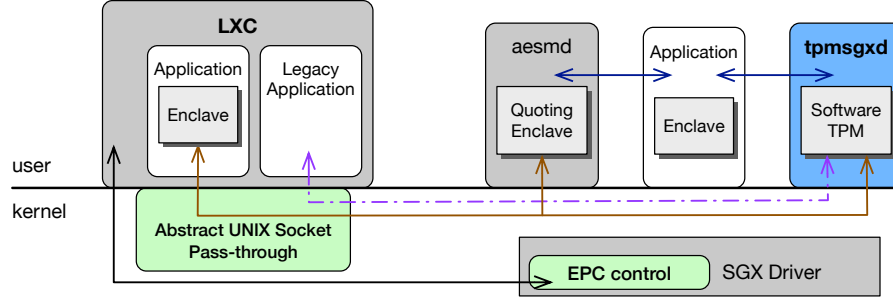 LXC
Application
Enclave
Legacy
Application
aesmd
Quoting
Enclave
Application
Enclave
tpmsgxd
Software
TPM
user
kernel
Abstract UNIX Socket
Pass-through
EPC control
SGX Driver